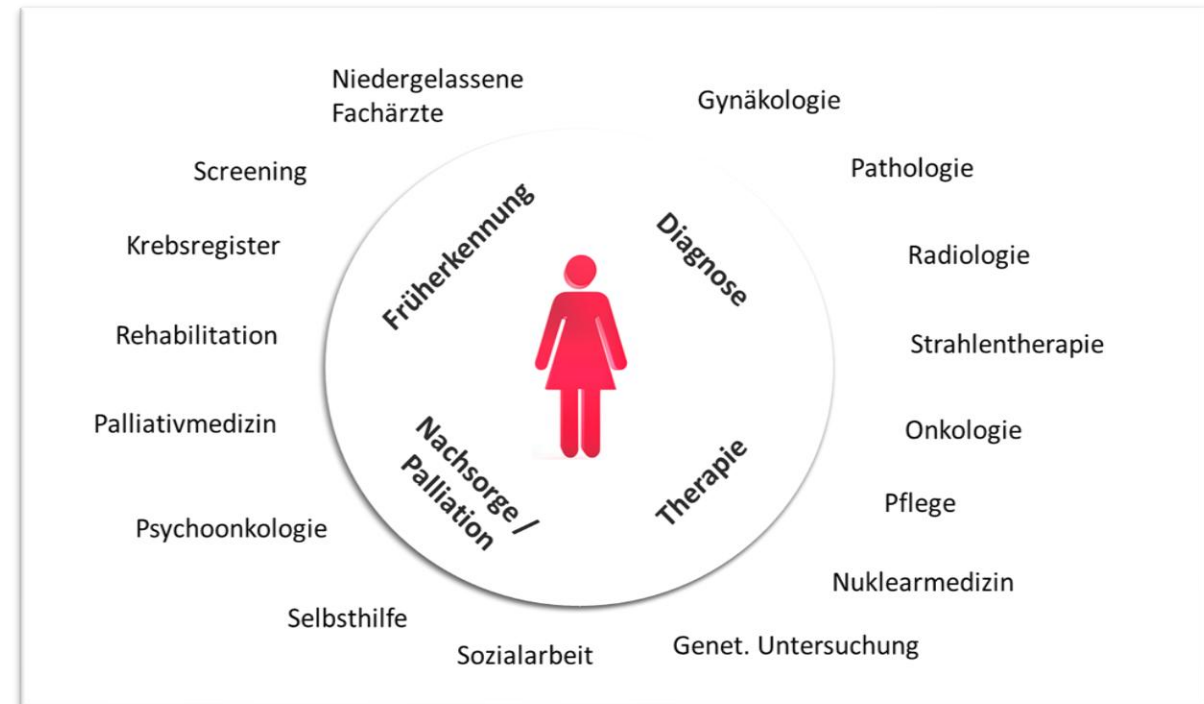 Niedergelassene
Fachärzte
Gynäkologie
Screening
Pathologie
Krebsregister
Früherkennung
Diagnose
Radiologie
Rehabilitation
Strahlentherapie
Palliativmedizin
Nachsorge /
Palliation
Therapie
Onkologie
Pflege
Psychoonkologie
Nuklearmedizin
Selbsthilfe
Sozialarbeit
Genet. Untersuchung